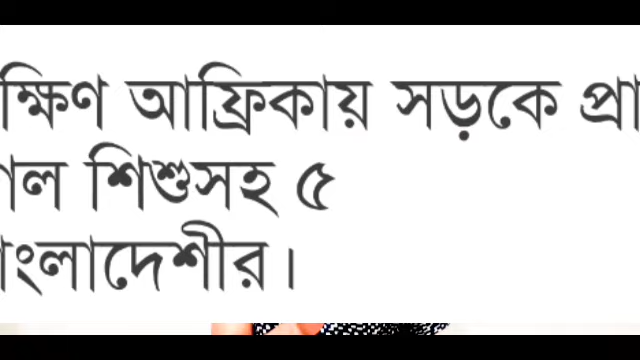 ক্ষিণ আফ্রিকায় সড়কে প্রা
ল শিশুসহ ৫
াংলাদেশীর।